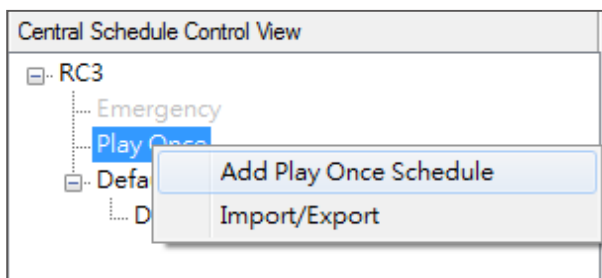 Central Schedule Control View
RC3
Emergency
Play Once
Defa
Add Play Once Schedule
D
Import/Export